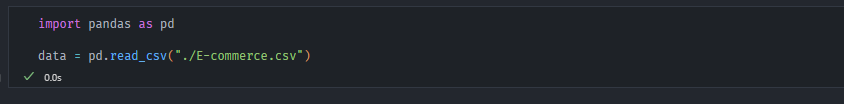 import pandas as pd
data = pd.read_csv("./E-commerce.csv")
0.0s